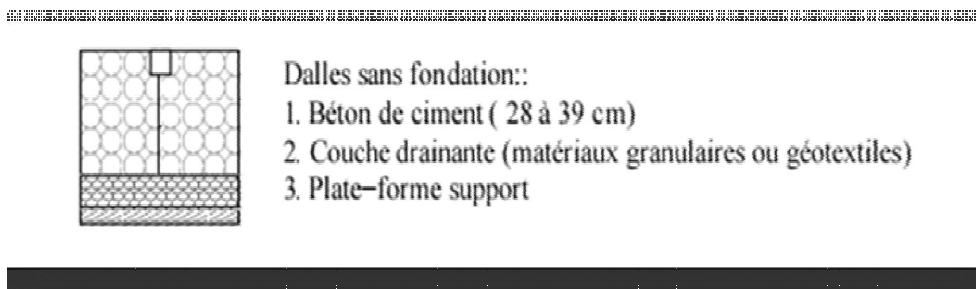 Dalles sans fondation::
1. Béton de ciment ( 28 à 39 cm)
2. Couche drainante (matériaux granulaires ou géotextiles)
3. Plate-forme support